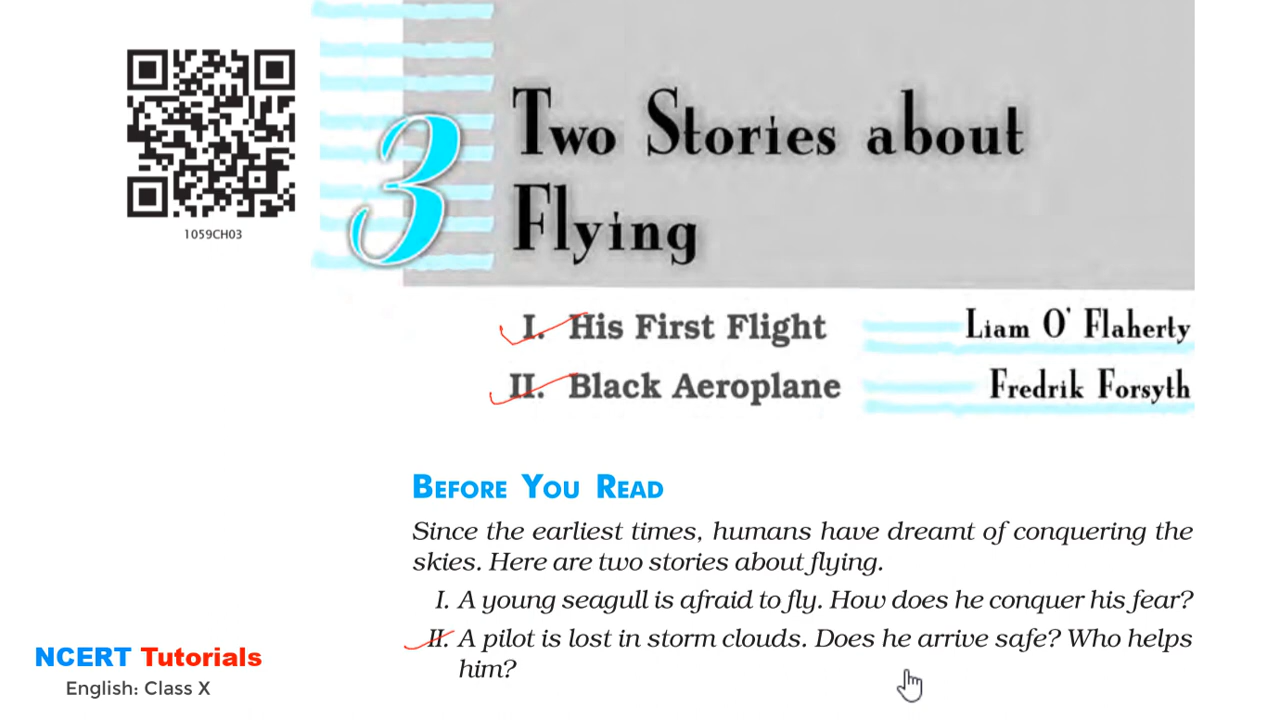 1059CH03
3
Two Stories about
Flying
I. His First Flight Liam O' Flaherty
II. Black Aeroplane Fredrik Forsyth
BEFORE YOU READ
Since the earliest times, humans have dreamt of conquering the
skies. Here are two stories about flying.
I. A young seagull is afraid to fly. How does he conquer his fear?
II. A pilot is lost in storm clouds. Does he arrive safe? Who helps
him?
NCERT Tutorials
English: Class X